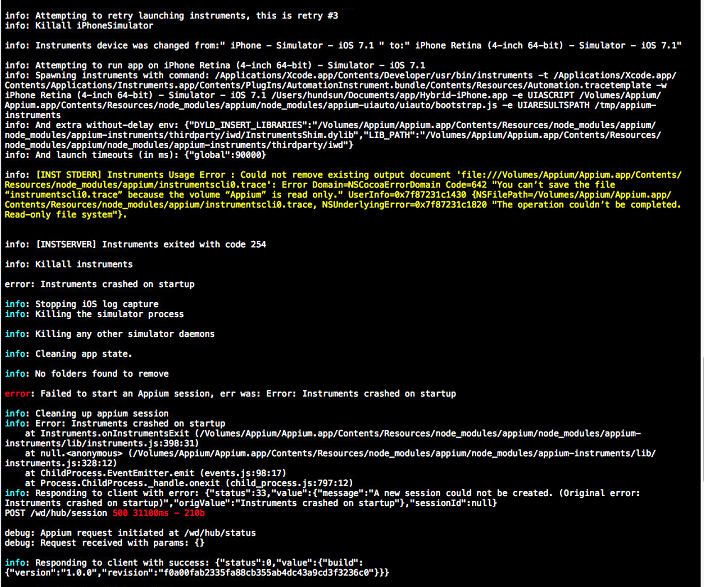 info: Attempting to retry launching instruments, this is retry #3
info: Killall iPhoneSimulator
info: Instruments device was changed from:" iPhone - Simulator - iOS 7.1 " to:" iPhone Retina (4-inch 64-bit) - Simulator - iOS 7.1"
info: Attempting to run app on iPhone Retina (4-inch 64-bit) - Simulator - iOS 7.1
info: Spawning instruments with command: /Applications/Xcode.app/Contents/Developer/usr/bin/instruments -t /Applications/Xcode.app/
Contents/Applications/Instruments.app/Contents/PlugIns/AutomationInstrument.bundle/Contents/Resources/Automation.tracetemplate -w
iPhone Retina (4-inch 64-bit) - Simulator - iOS 7.1 /Users/hundsun/Documents/app/Hybrid-iPhone.app -e UIASCRIPT /Volumes/Appium/
Appium.app/Contents/Resources/node_modules/appium/node_modules/appium-uiauto/uiauto/bootstrap.js -e UIARESULTSPATH /tmp/appium-
instruments
info: And extra without-delay env: {"DYLD_INSERT_LIBRARIES":"/Volumes/Appium/Appium.app/Contents/Resources/node_modules/appium/
node_modules/appium-instruments/thirdparty/iwd/InstrumentsShim.dylib","LIB_PATH":"/Volumes/Appium/Appium.app/Contents/Resources/
node_modules/appium/node_modules/appium-instruments/thirdparty/iwd"}
info: And launch timeouts (in ms): {"global":90000}
info: [INST STDERR] Instruments Usage Error : Could not remove existing output document 'file:///Volumes/Appium/Appium.app/Contents/
Resources/node_modules/appium/instrumentscli0.trace': Error Domain=NSCocoaErrorDomain Code=642 "You can’t save the file
“instrumentscli0.trace” because the volume “Appium” is read only." UserInfo=0x7f87231c1430 {NSFilePath=/Volumes/Appium/Appium.app/
Contents/Resources/node_modules/appium/instrumentscli0.trace, NSUnderlyingError=0x7f87231c1820 "The operation couldn’t be completed.
Read-only file system"}.
info: [INSTSERVER] Instruments exited with code 254
info: Killall instruments
error: Instruments crashed on startup
info: Stopping iOS log capture
info: Killing the simulator process
info: Killing any other simulator daemons
info: Cleaning app state.
info: No folders found to remove
error: Failed to start an Appium session, err was: Error: Instruments crashed on startup
info: Cleaning up appium session
info: Error: Instruments crashed on startup
at Instruments.onInstrumentsExit (/Volumes/Appium/Appium.app/Contents/Resources/node_modules/appium/node_modules/appium-
instruments/lib/instruments.js:398:31)
at null.<anonymous> (/Volumes/Appium/Appium.app/Contents/Resources/node_modules/appium/node_modules/appium-instruments/lib/
instruments.js:328:12)
at ChildProcess.EventEmitter.emit (events.js:98:17)
at Process.ChildProcess._handle.onexit (child_process.js:797:12)
info: Responding to client with error: {"status":33,"value":{"message":"A new session could not be created. (Original error:
Instruments crashed on startup)","origValue":"Instruments crashed on startup"},"sessionId":null}
POST /wd/hub/session 500 31100ms - 210b
debug: Appium request initiated at /wd/hub/status
debug: Request received with params: {}
info: Responding to client with success: {"status":0,"value":{"build":
{"version":"1.0.0","revision":"f0a00fab2335fa88cb355ab4dc43a9cd3f3236c0"}}}